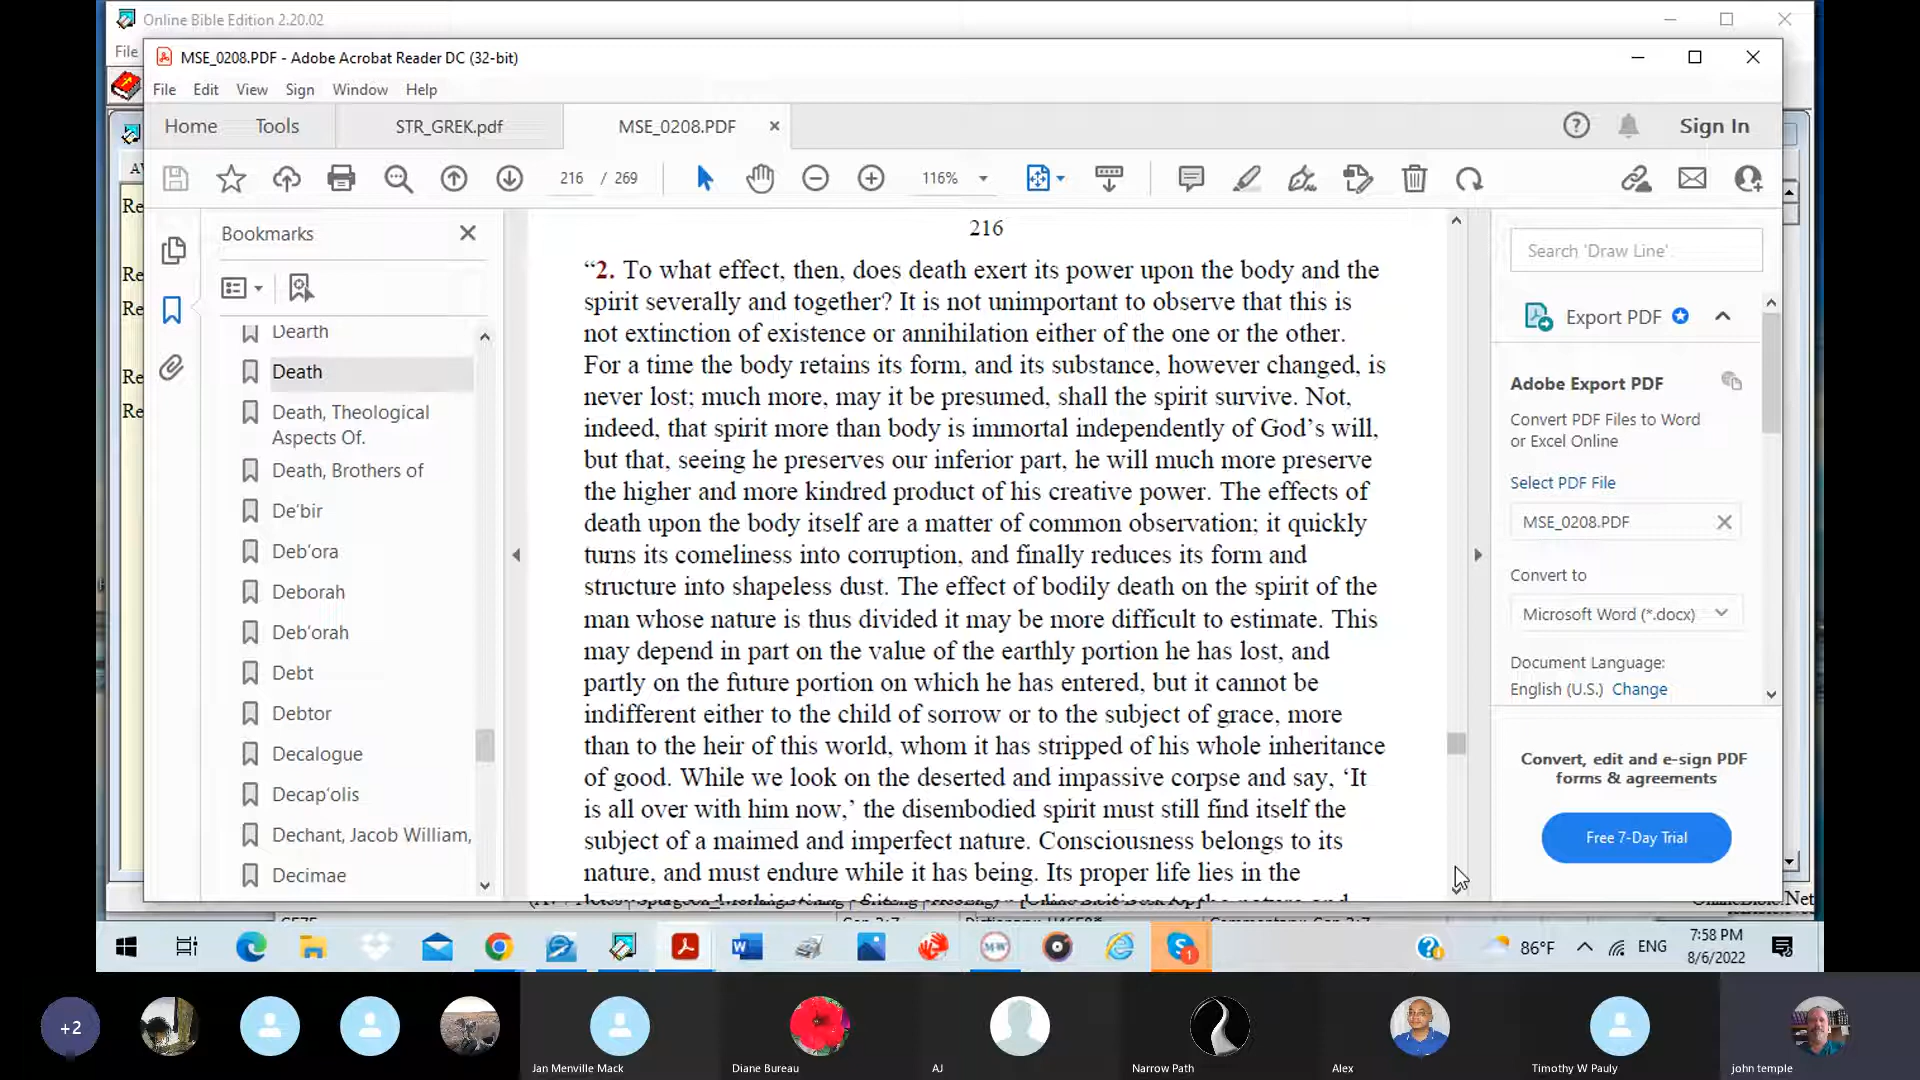 Online Bible Edition 2.20.02
File
MSE_0208.PDF - Adobe Acrobat Reader DC (32-bit)
File Edit View Sign Window Help
Home Tools STR_GREK.pdf MSE_0208.PDF Sign In
216 / 269 116%
Re
Re
Re
Re
Re
Bookmarks
Dearth
Death
Death, Theological
Aspects Of.
Death, Brothers of
De'bir
Deb'ora
Deborah
Deb'orah
Debt
Debtor
Decalogue
Decap'olis
Dechant, Jacob William,
Decimae
216
“2. To what effect, then, does death exert its power upon the body and the
spirit severally and together? It is not unimportant to observe that this is
not extinction of existence or annihilation either of the one or the other.
For a time the body retains its form, and its substance, however changed, is
never lost; much more, may it be presumed, shall the spirit survive. Not,
indeed, that spirit more than body is immortal independently of God’s will,
but that, seeing he preserves our inferior part, he will much more preserve
the higher and more kindred product of his creative power. The effects of
death upon the body itself are a matter of common observation; it quickly
turns its comeliness into corruption, and finally reduces its form and
structure into shapeless dust. The effect of bodily death on the spirit of the
man whose nature is thus divided it may be more difficult to estimate. This
may depend in part on the value of the earthly portion he has lost, and
partly on the future portion on which he has entered, but it cannot be
indifferent either to the child of sorrow or to the subject of grace, more
than to the heir of this world, whom it has stripped of his whole inheritance
of good. While we look on the deserted and impassive corpse and say, ‘It
is all over with him now,’ the disembodied spirit must still find itself the
subject of a maimed and imperfect nature. Consciousness belongs to its
nature, and must endure while it has being. Its proper life lies in the
Search 'Draw Line'
Export PDF
Adobe Export PDF
Convert PDF Files to Word
or Excel Online
Select PDF File
MSE_0208.PDF
Convert to
Microsoft Word (*.docx)
Document Language:
English (U.S.) Change
Convert, edit and e-sign PDF
forms & agreements
Free 7-Day Trial
86°F ENG 7:58 PM
8/6/2022
+2
Jan Menville Mack
Diane Bureau
AJ
Narrow Path
Alex
Timothy W Pauly
john temple